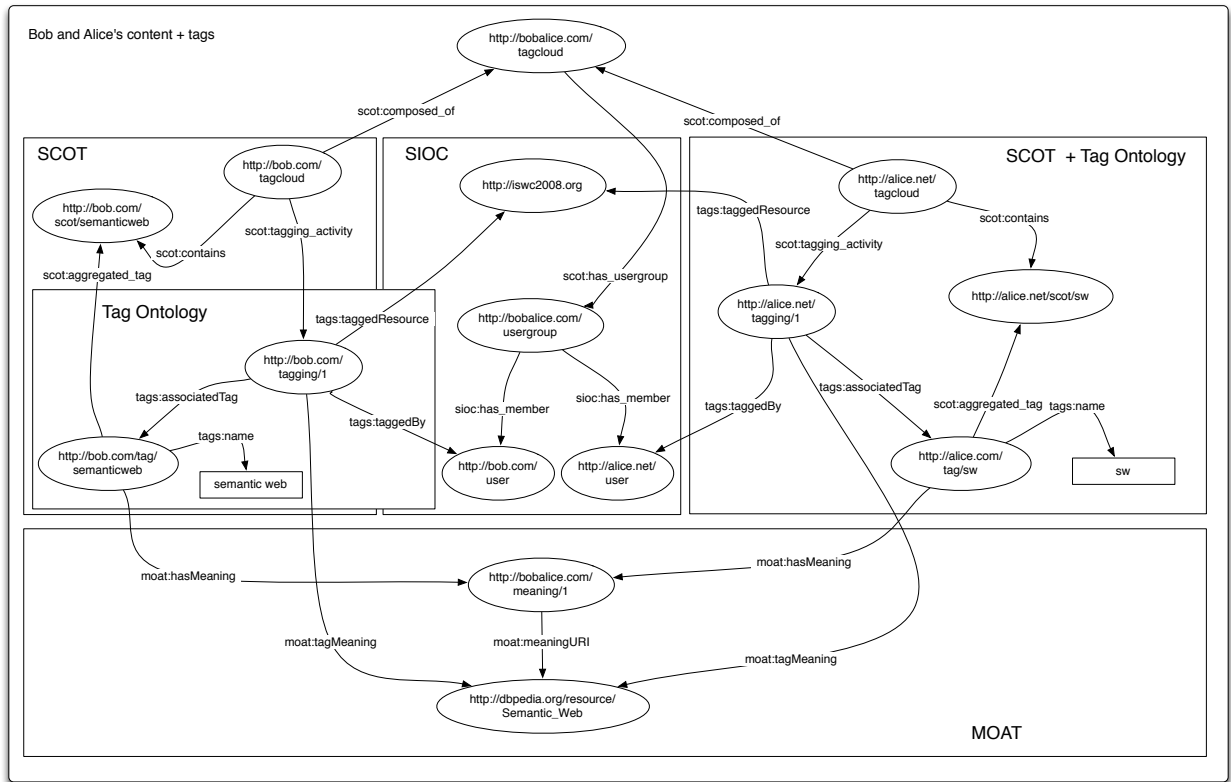 Bob and Alice's content + tags
http://bobalice.com/
tagcloud
scot:composed_of
scot:composed_of
SCOT
SIOC
SCOT + Tag Ontology
http://bob.com/
tagcloud
http://iswc2008.org
http://alice.net/
tagcloud
http://bob.com/
scot/semanticweb
tags:taggedResource
scot:contains
scot:tagging_activity
scot:contains
scot:tagging_activity
scot:aggregated_tag
scot:has_usergroup
http://alice.net/
tagging/1
http://alice.net/scot/sw
Tag Ontology
tags:taggedResource
http://bobalice.com/
usergroup
http://bob.com/
tagging/1
tags:associatedTag
tags:taggedBy
sioc:has_member
sioc:has_member
tags:taggedBy
tags:associatedTag
scot:aggregated_tag
tags:name
tags:name
http://bob.com/tag/
semanticweb
semantic web
http://bob.com/
user
http://alice.net/
user
http://alice.com/
tag/sw
sw
moat:hasMeaning
http://bobalice.com/
meaning/1
moat:hasMeaning
moat:tagMeaning
moat:meaningURI
moat:tagMeaning
http://dbpedia.org/resource/
Semantic_Web
MOAT